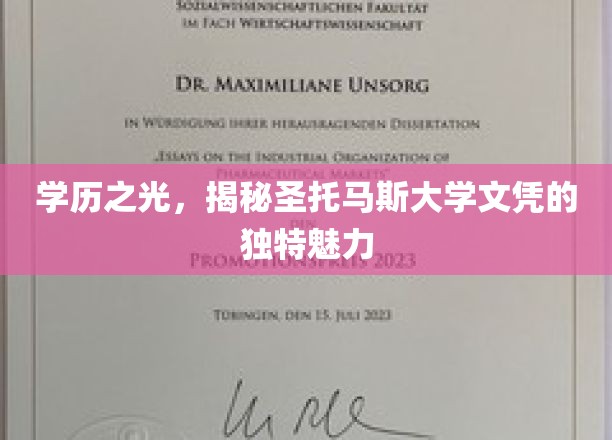 SOZIALWISSENSCHAFTLICHEN FAKULTÄT
IM FACH WIRTSCHAFTSWISSENSCHAFT
DR. MAXIMILIANE UNSORG
IN WÜRDIGUNG IHRER HERAUSRAGENDEN DISSERTATION
„ESSAYS ON THE INDUSTRIAL ORGANIZATION OF
PHARMACEUTICAL MARKETS"
学历之光，揭秘圣托马斯大学文凭的
独特魅力
DEN
PROMOTIONSPREIS 2023
TÜBINGEN, DEN 15. JULI 2023